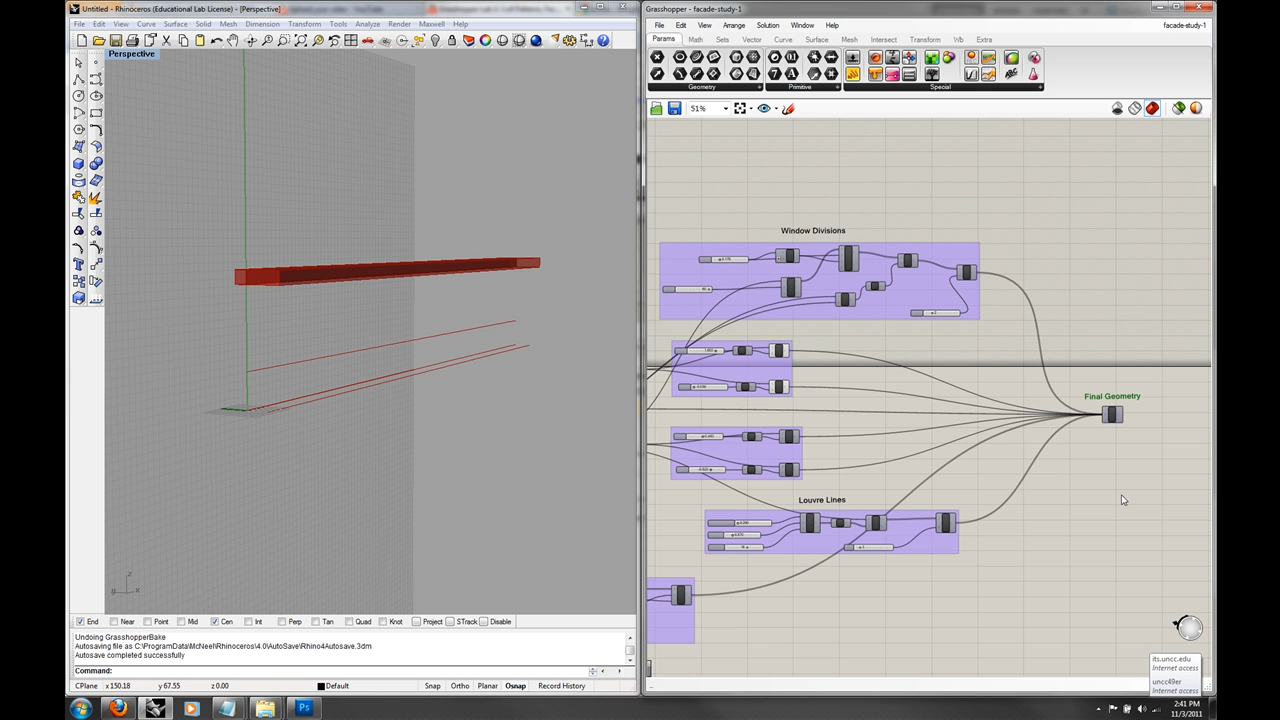 Untitled - Rhinoceros (Educational Lab License) - [Perspective]
File Edit View Curve Surface Solid Mesh Dimension Transform Tools Analyze Render Maxwell Help
Perspective
z
y x
End Near Point Mid Cen Int Perp Tan Quad Knot Project STrack Disable
Undoing GrasshopperBake
Autosaving file as C:\ProgramData\McNeel\Rhinoceros\4.0\AutoSave\Rhino4Autosave.3dm
Autosave completed successfully
Command:
CPlane x 150.18 y 67.55 z 0.00 Default Snap Ortho Planar Osnap Record History
Grasshopper - facade-study-1
File Edit View Arrange Solution Window Help facade-study-1
Params Math Sets Vector Curve Surface Mesh Intersect Transform Wb Extra
Geometry Primitive Special
51%
Window Divisions
Final Geometry
Louvre Lines
its.uncc.edu
Internet access
uncc49er
Internet access
Ps
2:41 PM
11/3/2011